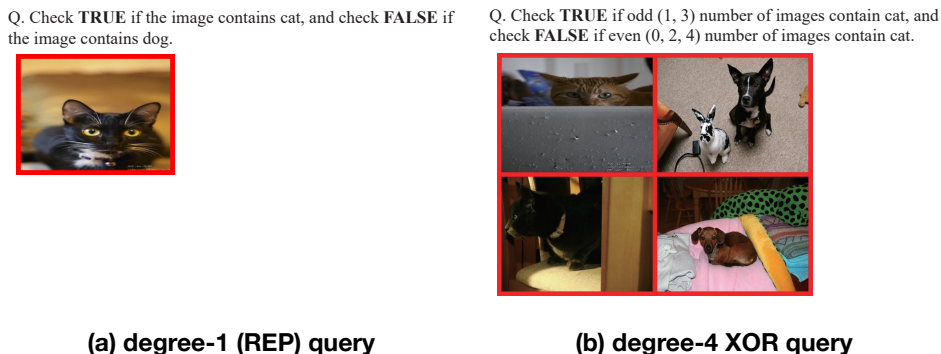 Q. Check TRUE if the image contains cat, and check FALSE if
the image contains dog.
Q. Check TRUE if odd (1, 3) number of images contain cat, and
check FALSE if even (0, 2, 4) number of images contain cat.
(a) degree-1 (REP) query
(b) degree-4 XOR query